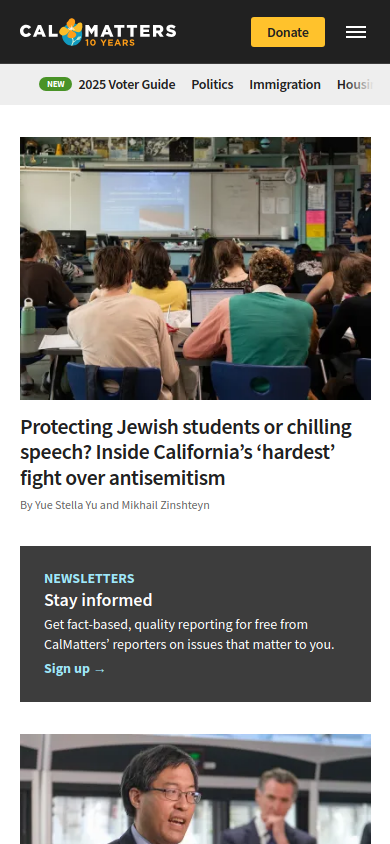 CALMATTERS
10 YEARS
Donate
NEW 2025 Voter Guide Politics Immigration Housi
Protecting Jewish students or chilling
speech? Inside California’s ‘hardest’
fight over antisemitism
By Yue Stella Yu and Mikhail Zinshteyn
NEWSLETTERS
Stay informed
Get fact-based, quality reporting for free from
CalMatters’ reporters on issues that matter to you.
Sign up →